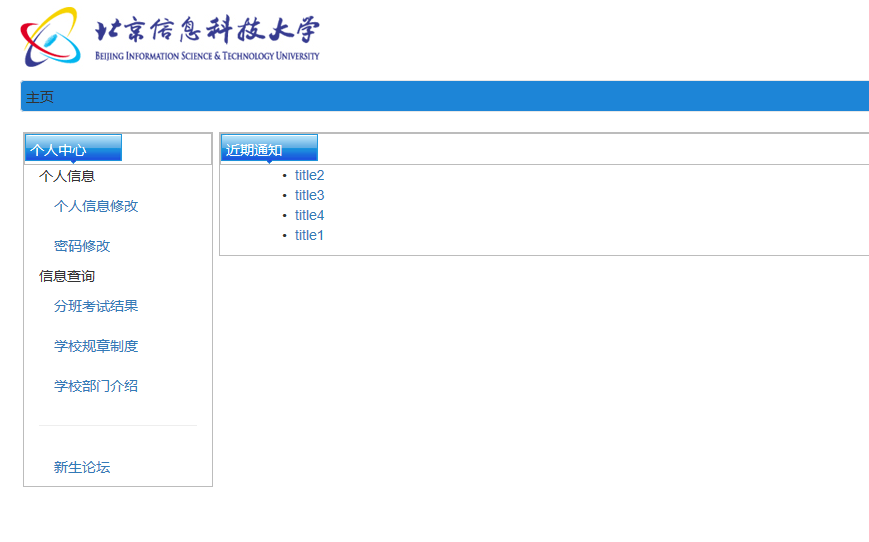 北京信息科技大学
BEIJING INFORMATION SCIENCE & TECHNOLOGY UNIVERSITY
主页
个人中心
个人信息
个人信息修改
密码修改
信息查询
分班考试结果
学校规章制度
学校部门介绍
新生论坛
近期通知
• title2
• title3
• title4
• title1